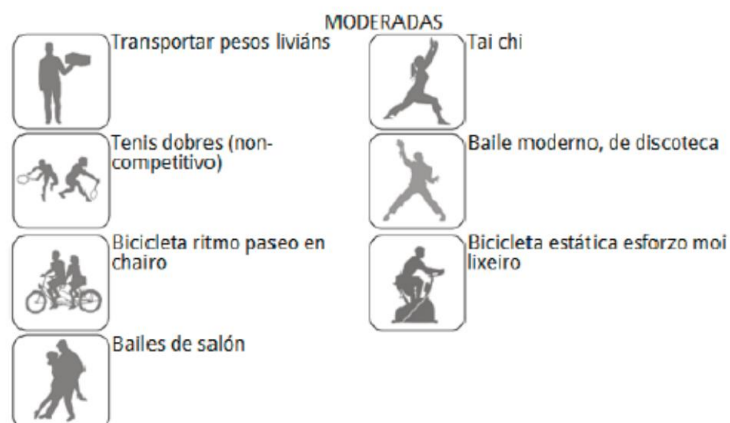 MODERADAS
Transportar pesos liviáns
Tai chi
Tenis dobres (non-
competitivo)
Baile moderno, de discoteca
Bicicleta ritmo paseo en
chairo
Bicicleta estática esforzo moi
lixeiro
Bailes de salón